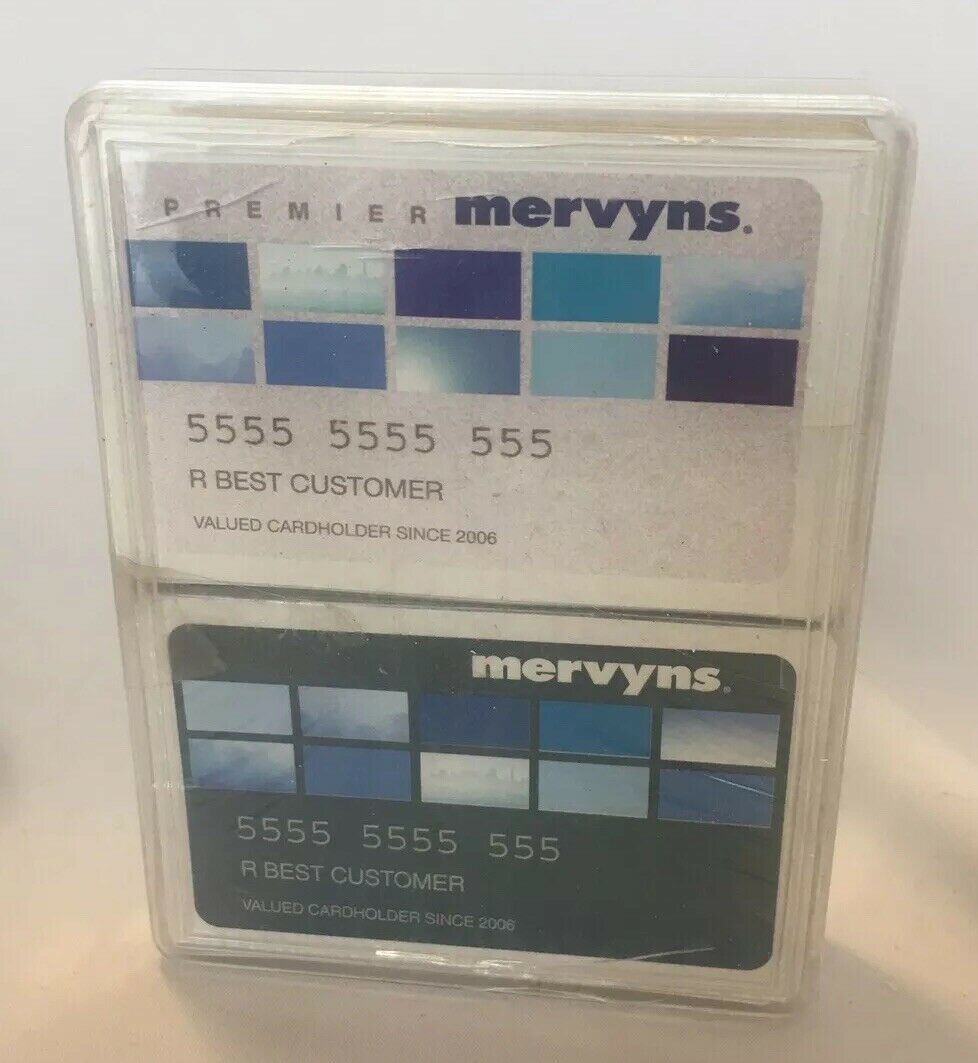 PREMIER mervyns.
5555 5555 555
R BEST CUSTOMER
VALUED CARDHOLDER SINCE 2006
mervyns.
5555 5555 555
R BEST CUSTOMER
VALUED CARDHOLDER SINCE 2006